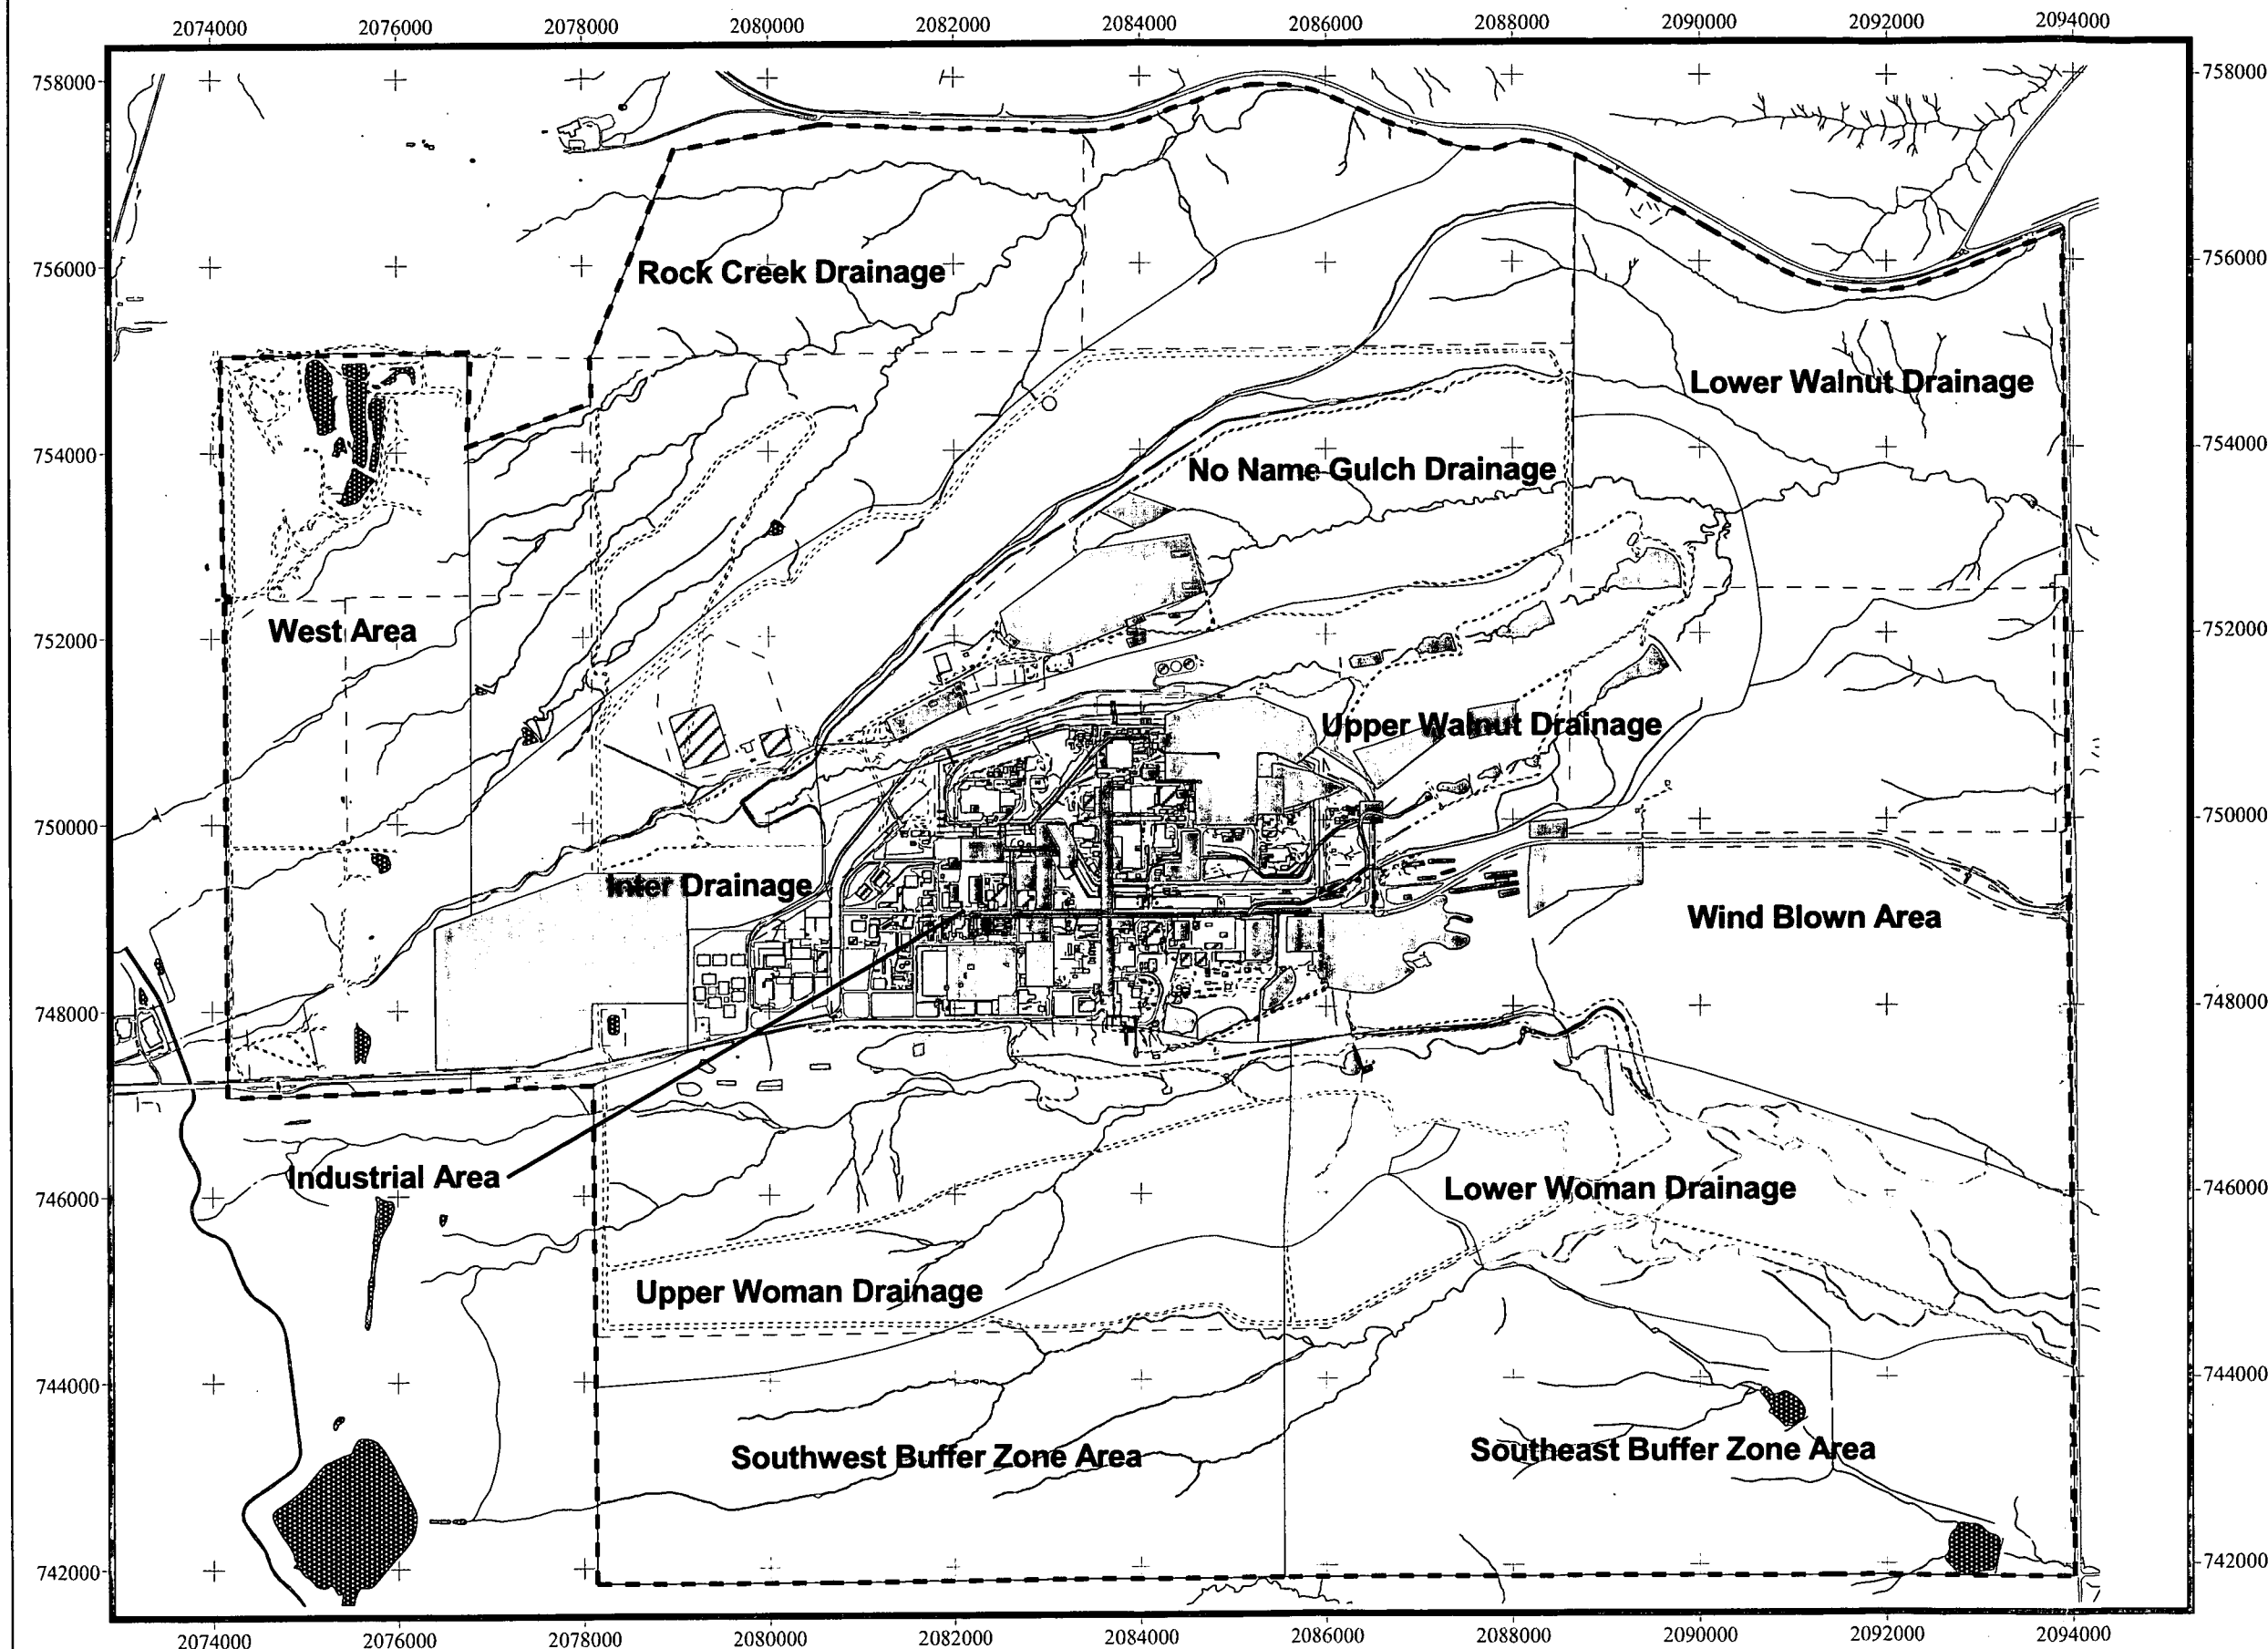 2074000 2076000 2078000 2080000 2082000 2084000 2086000 2088000 2090000 2092000 2094000
758000 758000
756000 Rock Creek Drainage 756000
Lower Walnut Drainage
754000 No Name Gulch Drainage 754000
752000 West Area 752000
Upper Walnut Drainage
750000 750000
Inter Drainage
Wind Blown Area
748000 748000
Industrial Area
746000 Lower Woman Drainage 746000
Upper Woman Drainage
744000 744000
Southwest Buffer Zone Area Southeast Buffer Zone Area
742000 742000
2074000 2076000 2078000 2080000 2082000 2084000 2086000 2088000 2090000 2092000 2094000